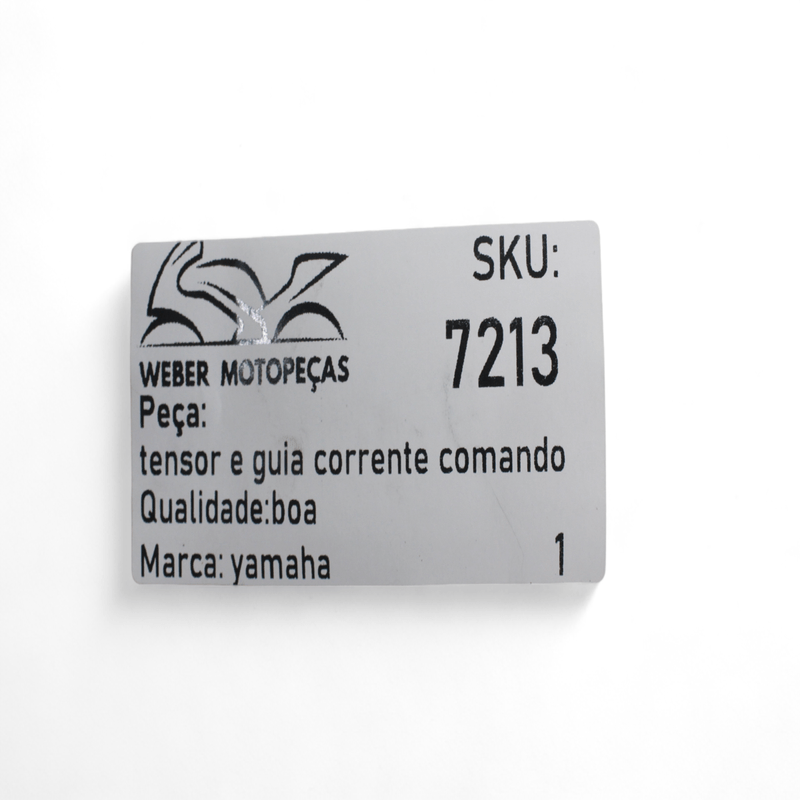 SKU:
7213
WEBER MOTOPEÇAS
Peça:
tensor e guia corrente comando
Qualidade:boa
Marca: yamaha 1